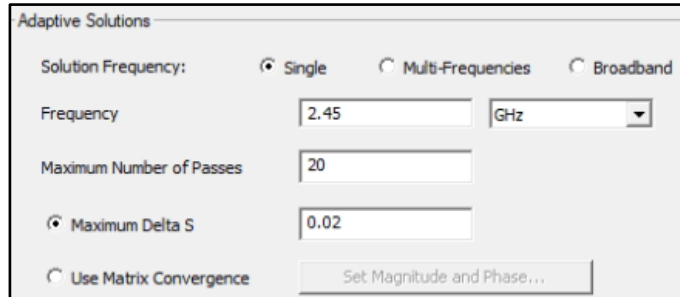 Adaptive Solutions
Solution Frequency: Single Multi-Frequencies Broadband
Frequency 2.45 GHz
Maximum Number of Passes 20
Maximum Delta S 0.02
Use Matrix Convergence Set Magnitude and Phase...